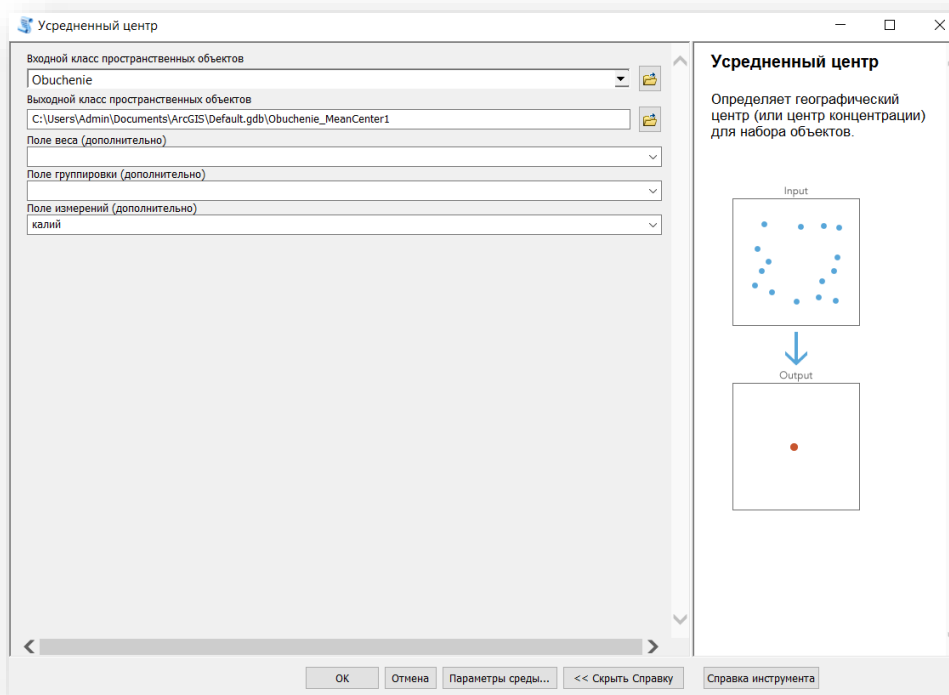 Усредненный центр
Входной класс пространственных объектов
Obuchenie
Выходной класс пространственных объектов
C:\Users\Admin\Documents\ArcGIS\Default.gdb\Obuchenie_MeanCenter1
Поле веса (дополнительно)
Поле группировки (дополнительно)
Поле измерений (дополнительно)
калий
Усредненный центр
Определяет географический
центр (или центр концентрации)
для набора объектов.
Input
Output
OK
Отмена
Параметры среды...
<< Скрыть Справку
Справка инструмента